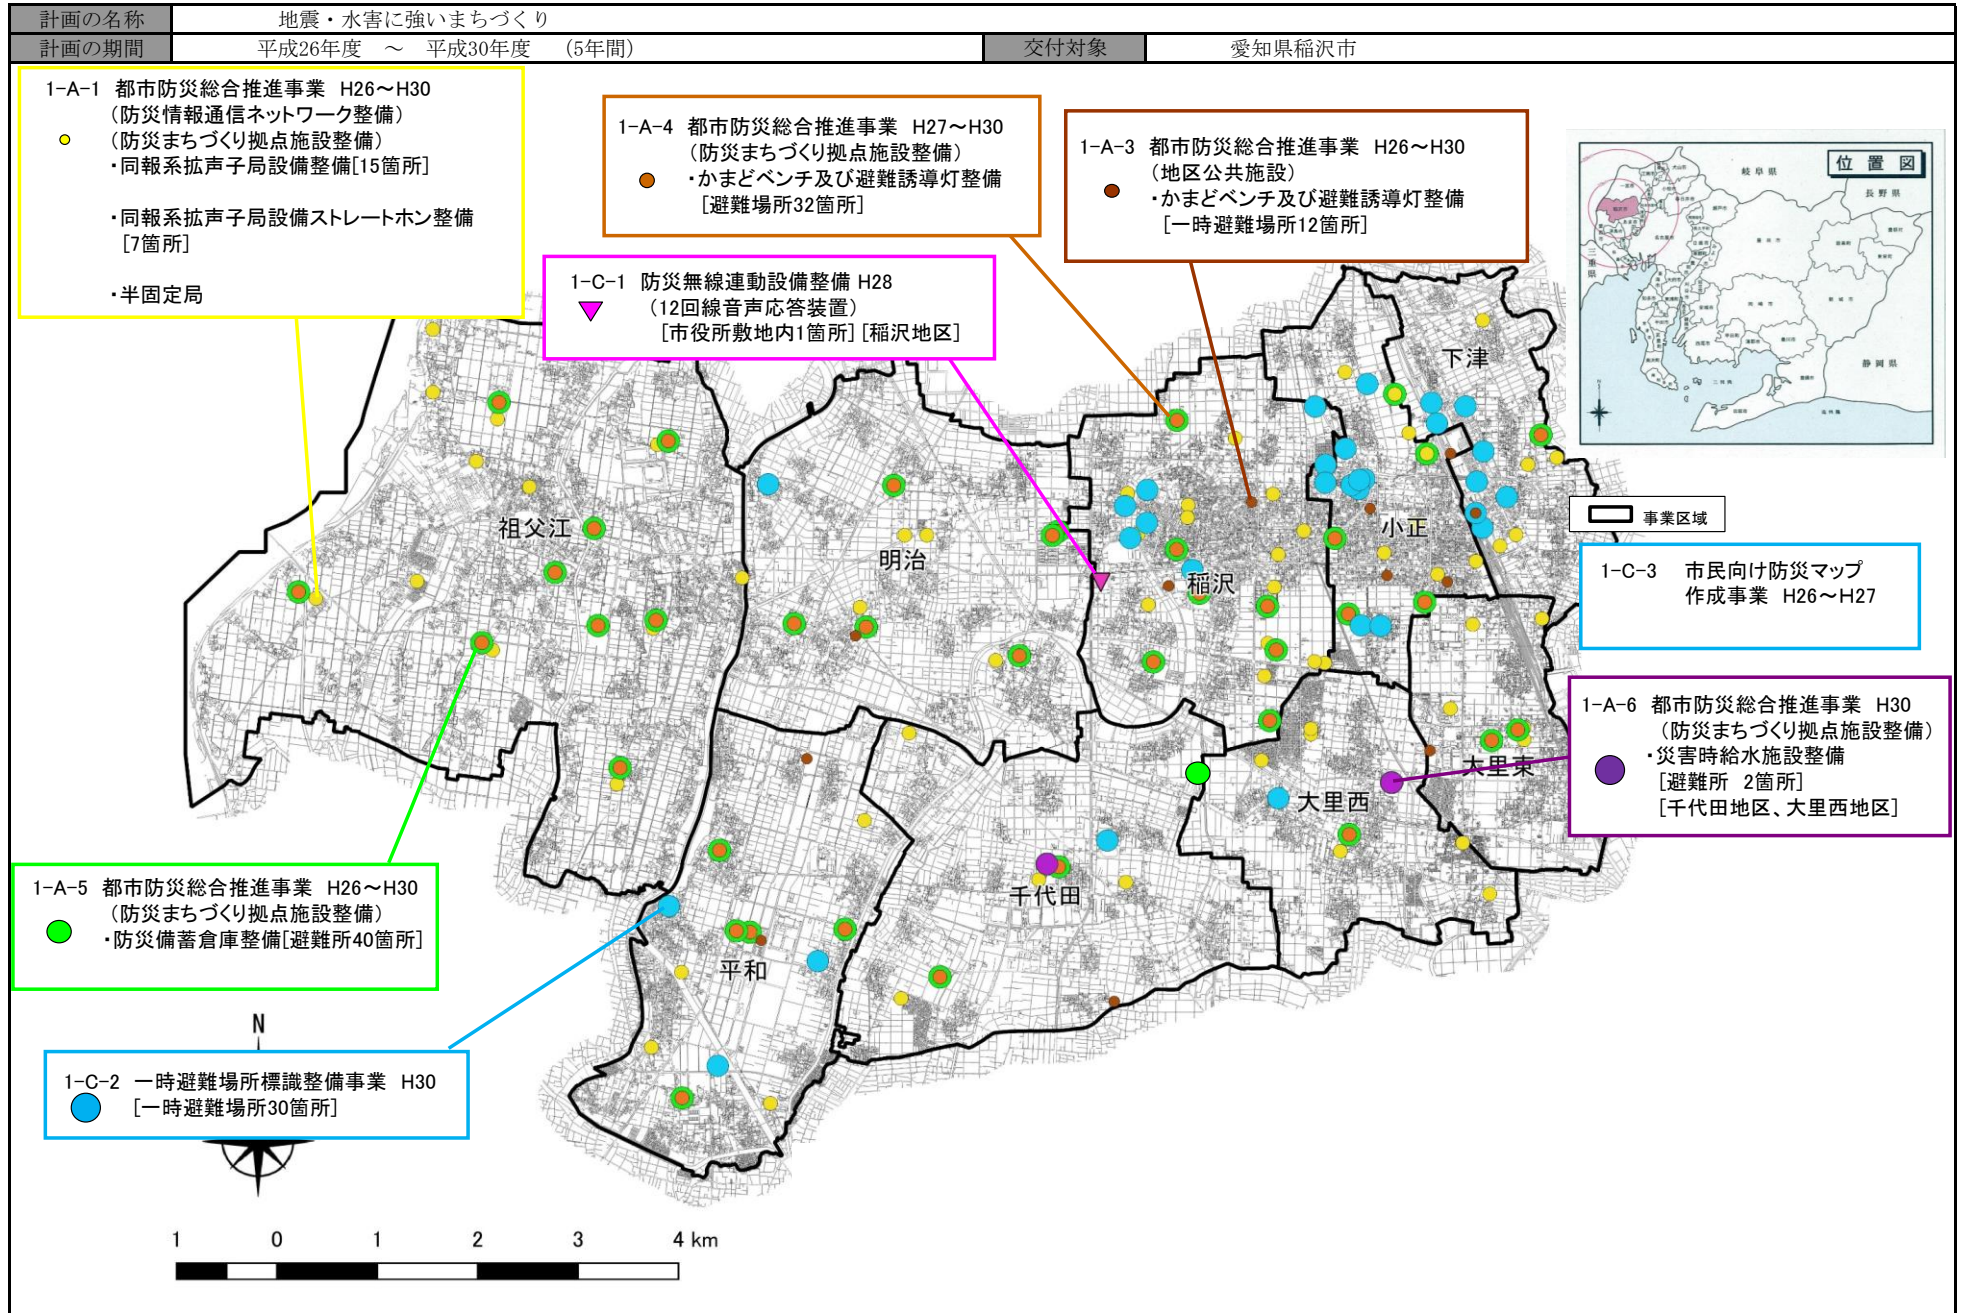 計画の名称 地震・水害に強いまちづくり
計画の期間 平成26年度 ～ 平成30年度 (5年間) 交付対象 愛知県稲沢市
1-A-1 都市防災総合推進事業 H26～H30
(防災情報通信ネットワーク整備)
(防災まちづくり拠点施設整備)
・同報系拡声子局設備整備[15箇所]
・同報系拡声子局設備ストレートホン整備
[7箇所]
・半固定局
1-A-4 都市防災総合推進事業 H27～H30
(防災まちづくり拠点施設整備)
・かまどベンチ及び避難誘導灯整備
[避難場所32箇所]
1-A-3 都市防災総合推進事業 H26～H30
(地区公共施設)
・かまどベンチ及び避難誘導灯整備
[一時避難場所12箇所]
1-C-1 防災無線連動設備整備 H28
(12回線音声応答装置)
[市役所敷地内1箇所] [稲沢地区]
位置図
岐阜県
長野県
三重県
静岡県
下津
祖父江
明治
稲沢
小正
事業区域
1-C-3 市民向け防災マップ
作成事業 H26～H27
1-A-6 都市防災総合推進事業 H30
(防災まちづくり拠点施設整備)
・災害時給水施設整備
[避難所 2箇所]
[千代田地区、大里西地区]
大里東
大里西
千代田
平和
1-A-5 都市防災総合推進事業 H26～H30
(防災まちづくり拠点施設整備)
・防災備蓄倉庫整備[避難所40箇所]
N
1-C-2 一時避難場所標識整備事業 H30
[一時避難場所30箇所]
1 0 1 2 3 4 km